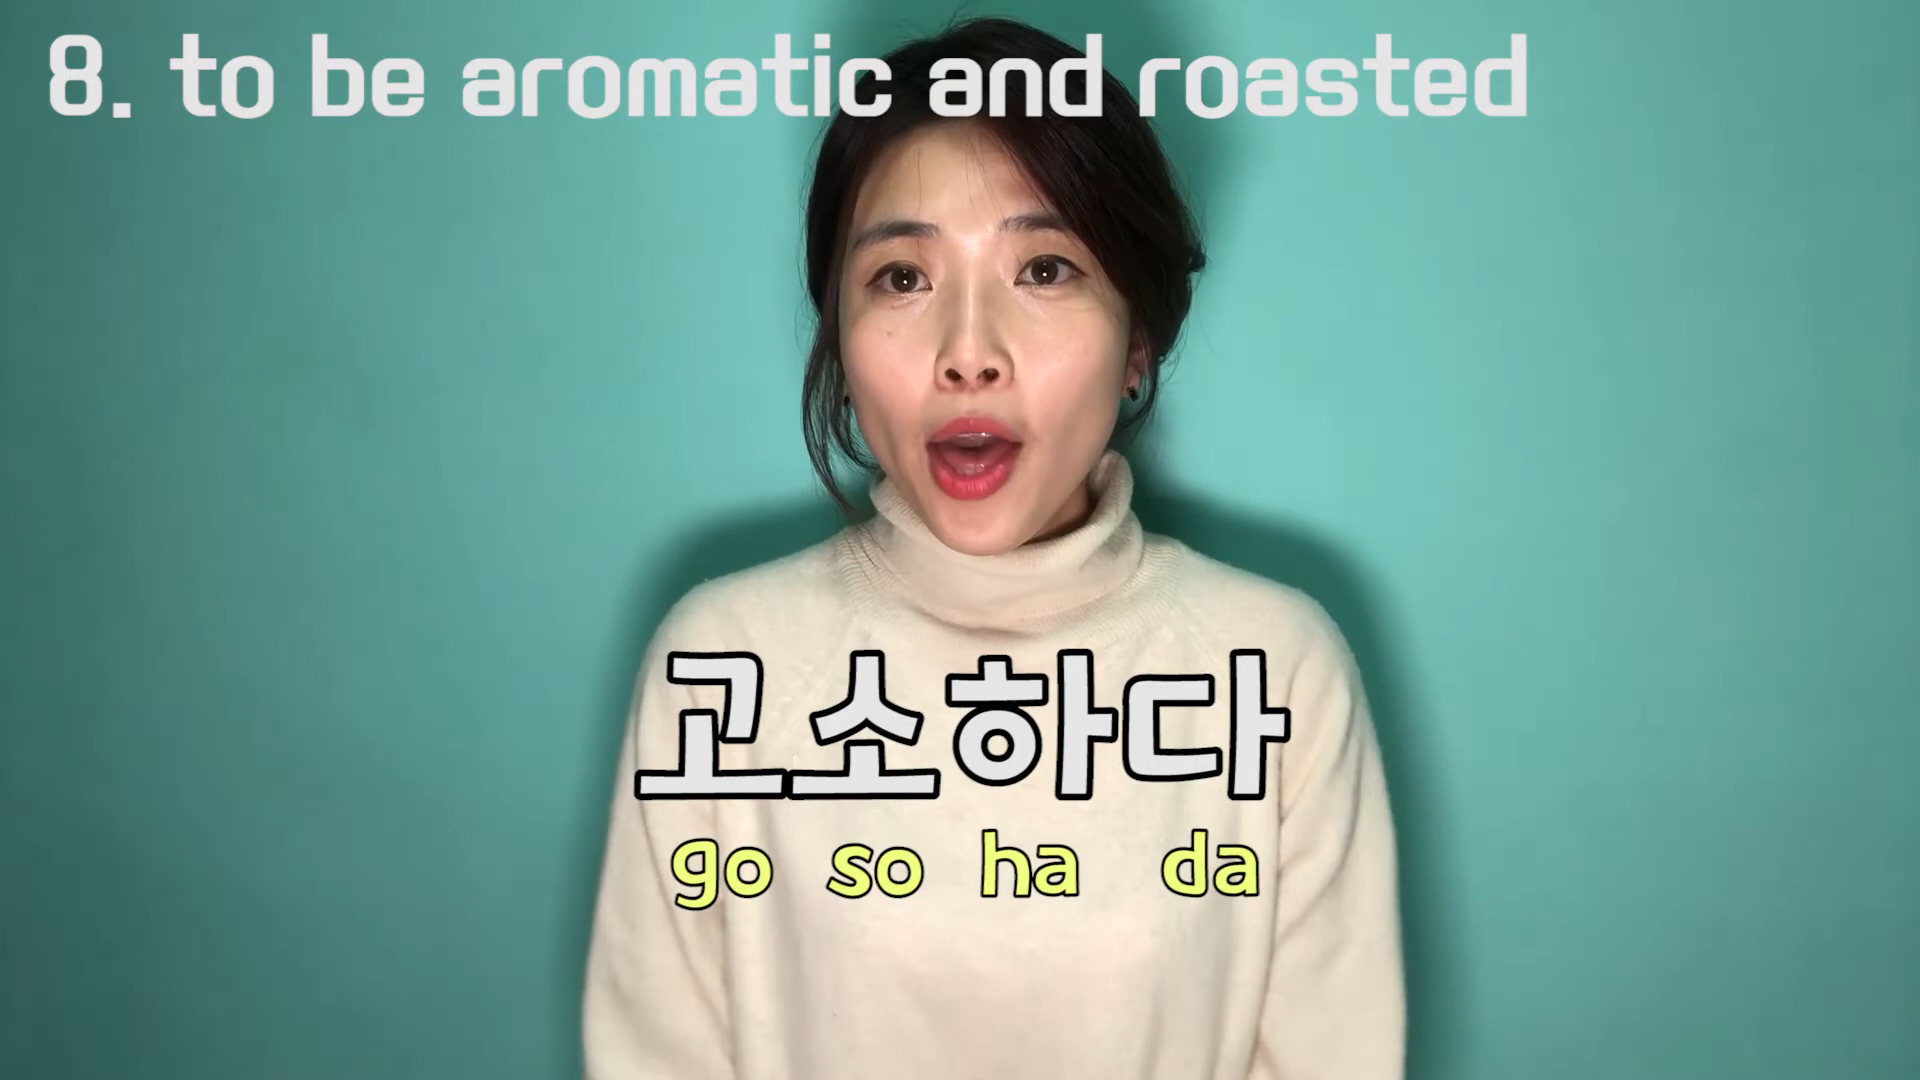 8. to be aromatic and roasted
고소하다
go so ha da